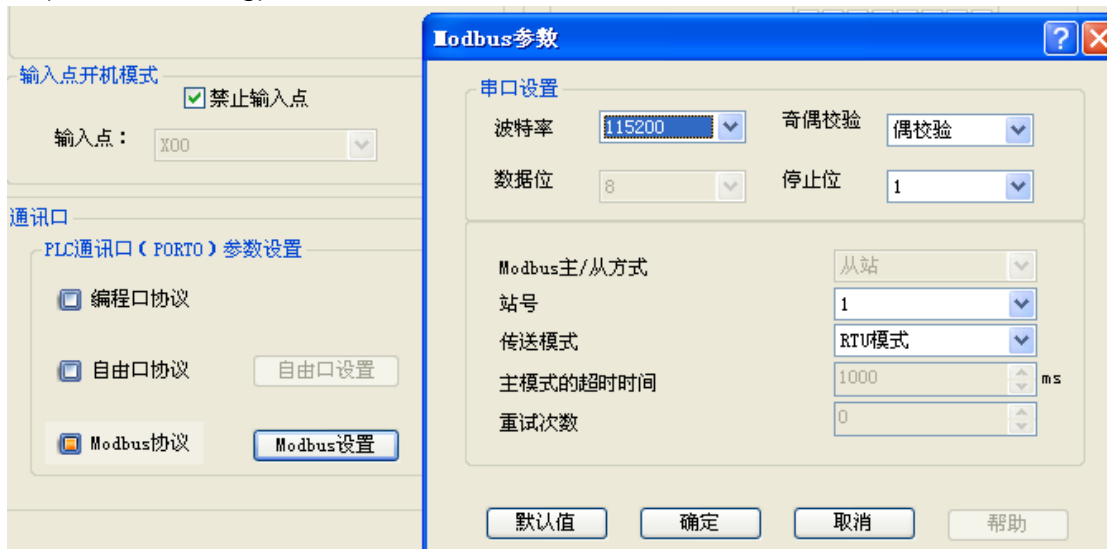 Modbus参数
输入点开机模式
禁止输入点
输入点：
X00
串口设置
波特率
115200
奇偶校验
偶校验
数据位
8
停止位
1
通讯口
PLC通讯口(PORT0)参数设置
编程口协议
自由口协议
自由口设置
Modbus协议
Modbus设置
Modbus主/从方式
从站
站号
1
传送模式
RTU模式
主模式的超时时间
1000
ms
重试次数
0
默认值
确定
取消
帮助